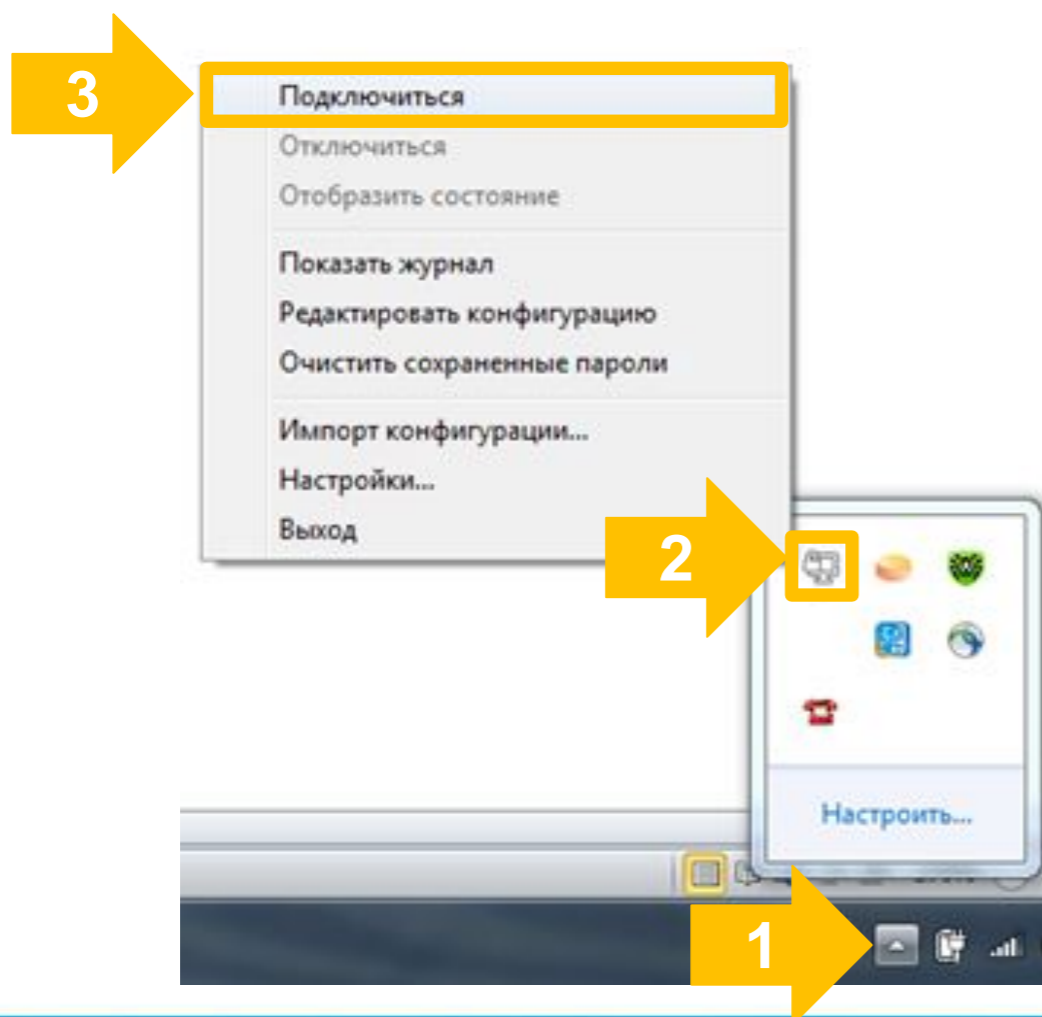 3
Подключиться
Отключиться
Отобразить состояние
Показать журнал
Редактировать конфигурацию
Очистить сохраненные пароли
Импорт конфигурации...
Настройки...
Выход
2
Настроить...
1